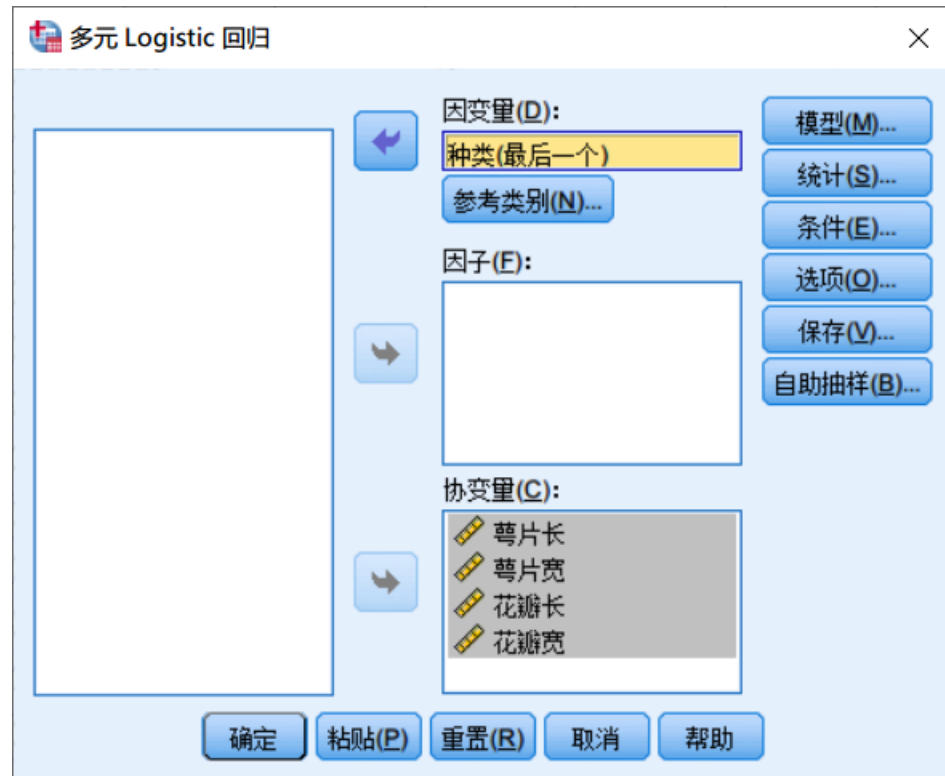 多元 Logistic 回归
因变量(D):
种类(最后一个)
参考类别(N)...
因子(F):
协变量(C):
萼片长
萼片宽
花瓣长
花瓣宽
模型(M)...
统计(S)...
条件(E)...
选项(O)...
保存(V)...
自助抽样(B)...
确定 粘贴(P) 重置(R) 取消 帮助